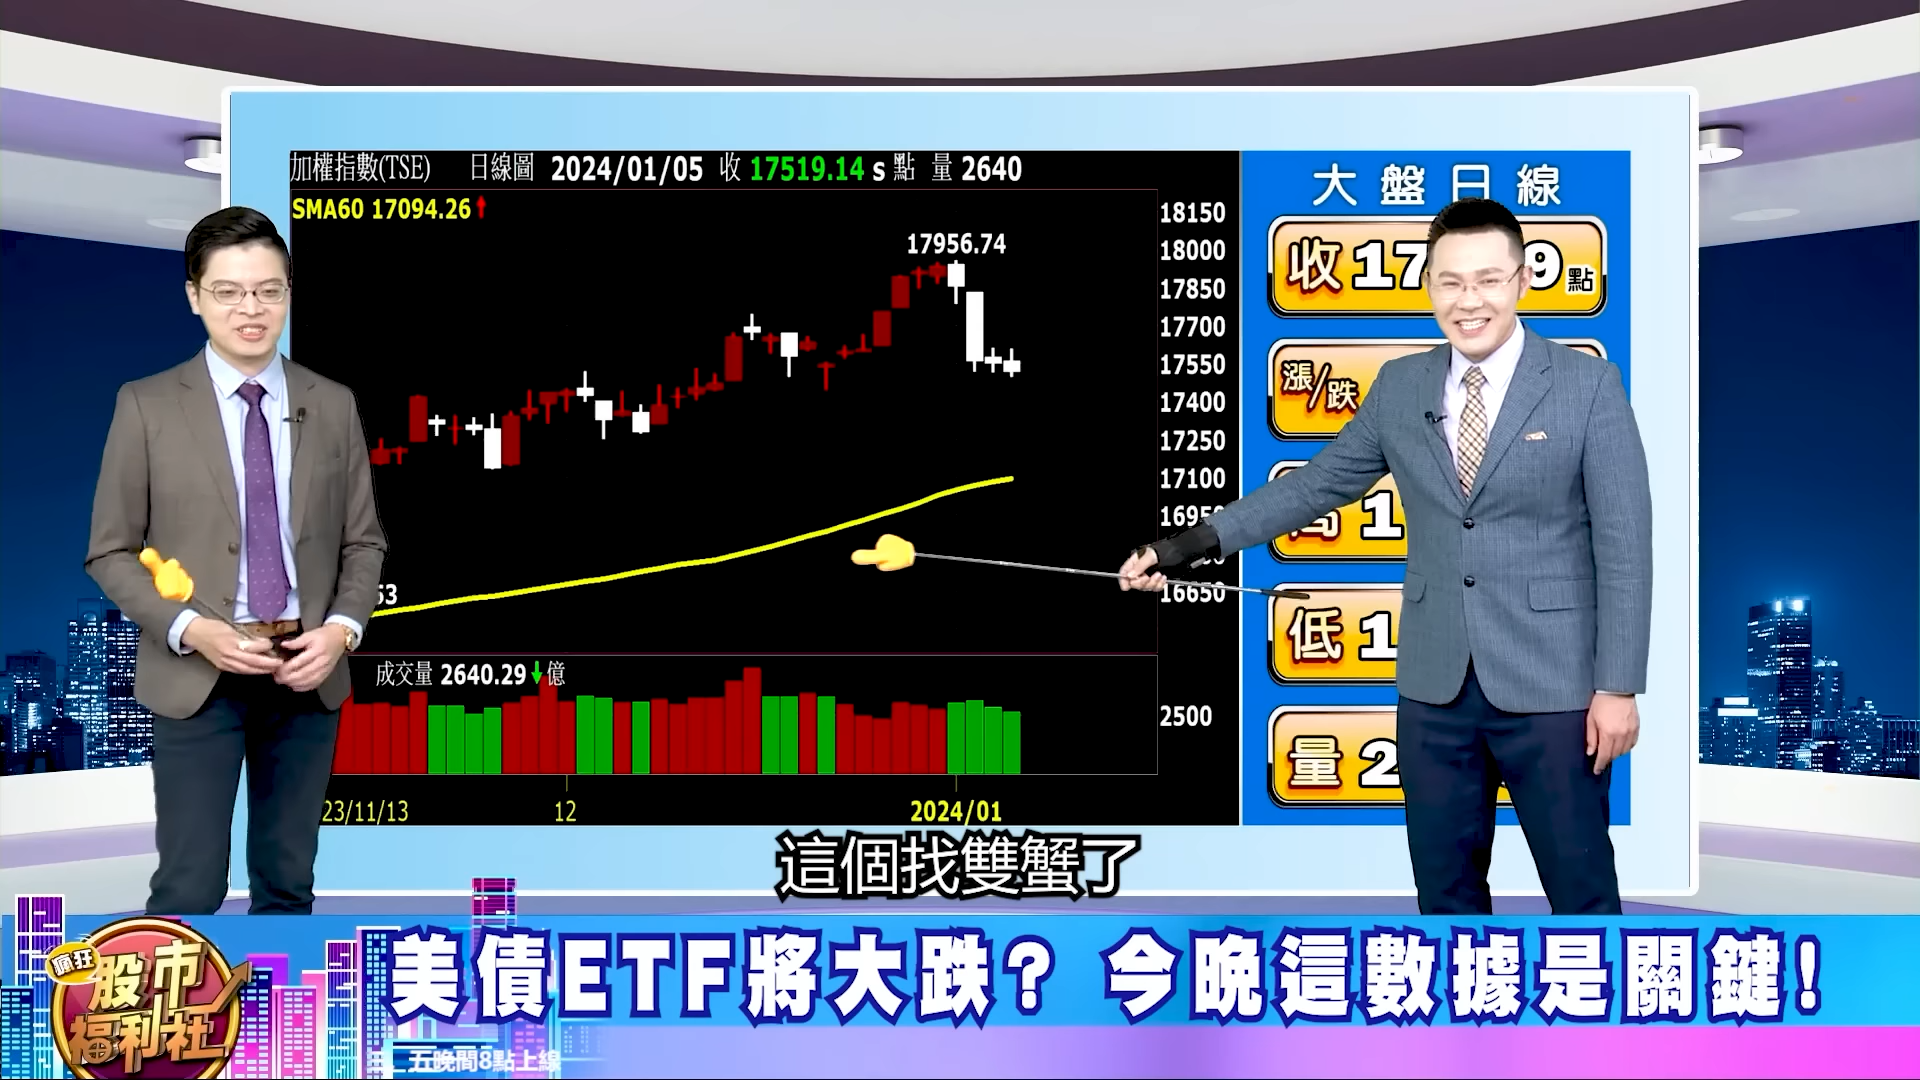 加權指數(TSE) 日線圖 2024/01/05 收 17519.14 s 點 量 2640
SMA60 17094.26↑
17956.74
18150
18000
17850
17700
17550
17400
17250
17100
16650
53
成交量 2640.29↓億
2500
23/11/13 12 2024/01
大盤日線
收 17 9 點
漲/跌
高 1
低 1
量 2
這個找雙蟹了
美債ETF將大跌? 今晚這數據是關鍵!
瘋狂
股市
福利社
五晚間8點上線